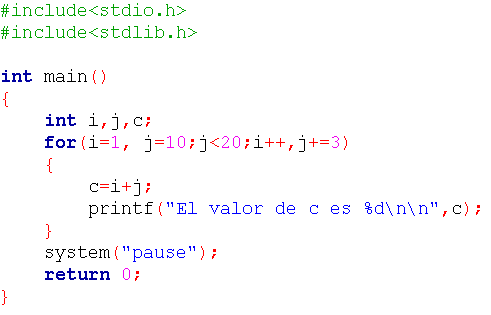 #include<stdio.h>
#include<stdlib.h>
int main()
{
int i,j,c;
for(i=1, j=10;j<20;i++,j+=3)
{
c=i+j;
printf("El valor de c es %d\n\n",c);
}
system("pause");
return 0;
}